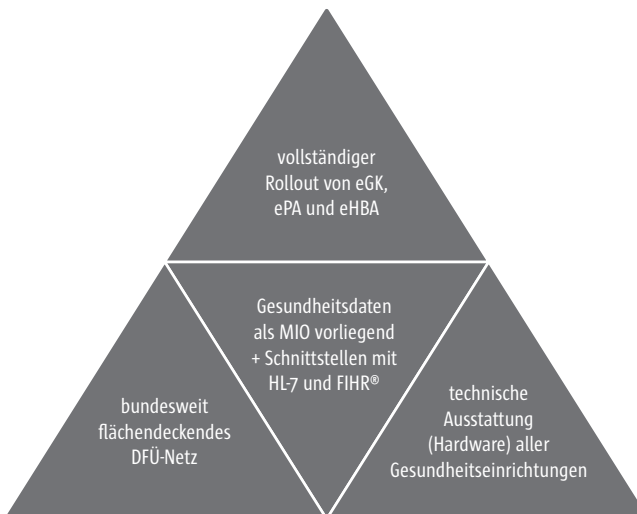 vollständiger
Rollout von eGK,
ePA und eHBA
Gesundheitsdaten
als MIO vorliegend
+ Schnittstellen mit
HL-7 und FIHR®
bundesweit
flächendeckendes
DFÜ-Netz
technische
Ausstattung
(Hardware) aller
Gesundheitseinrichtungen